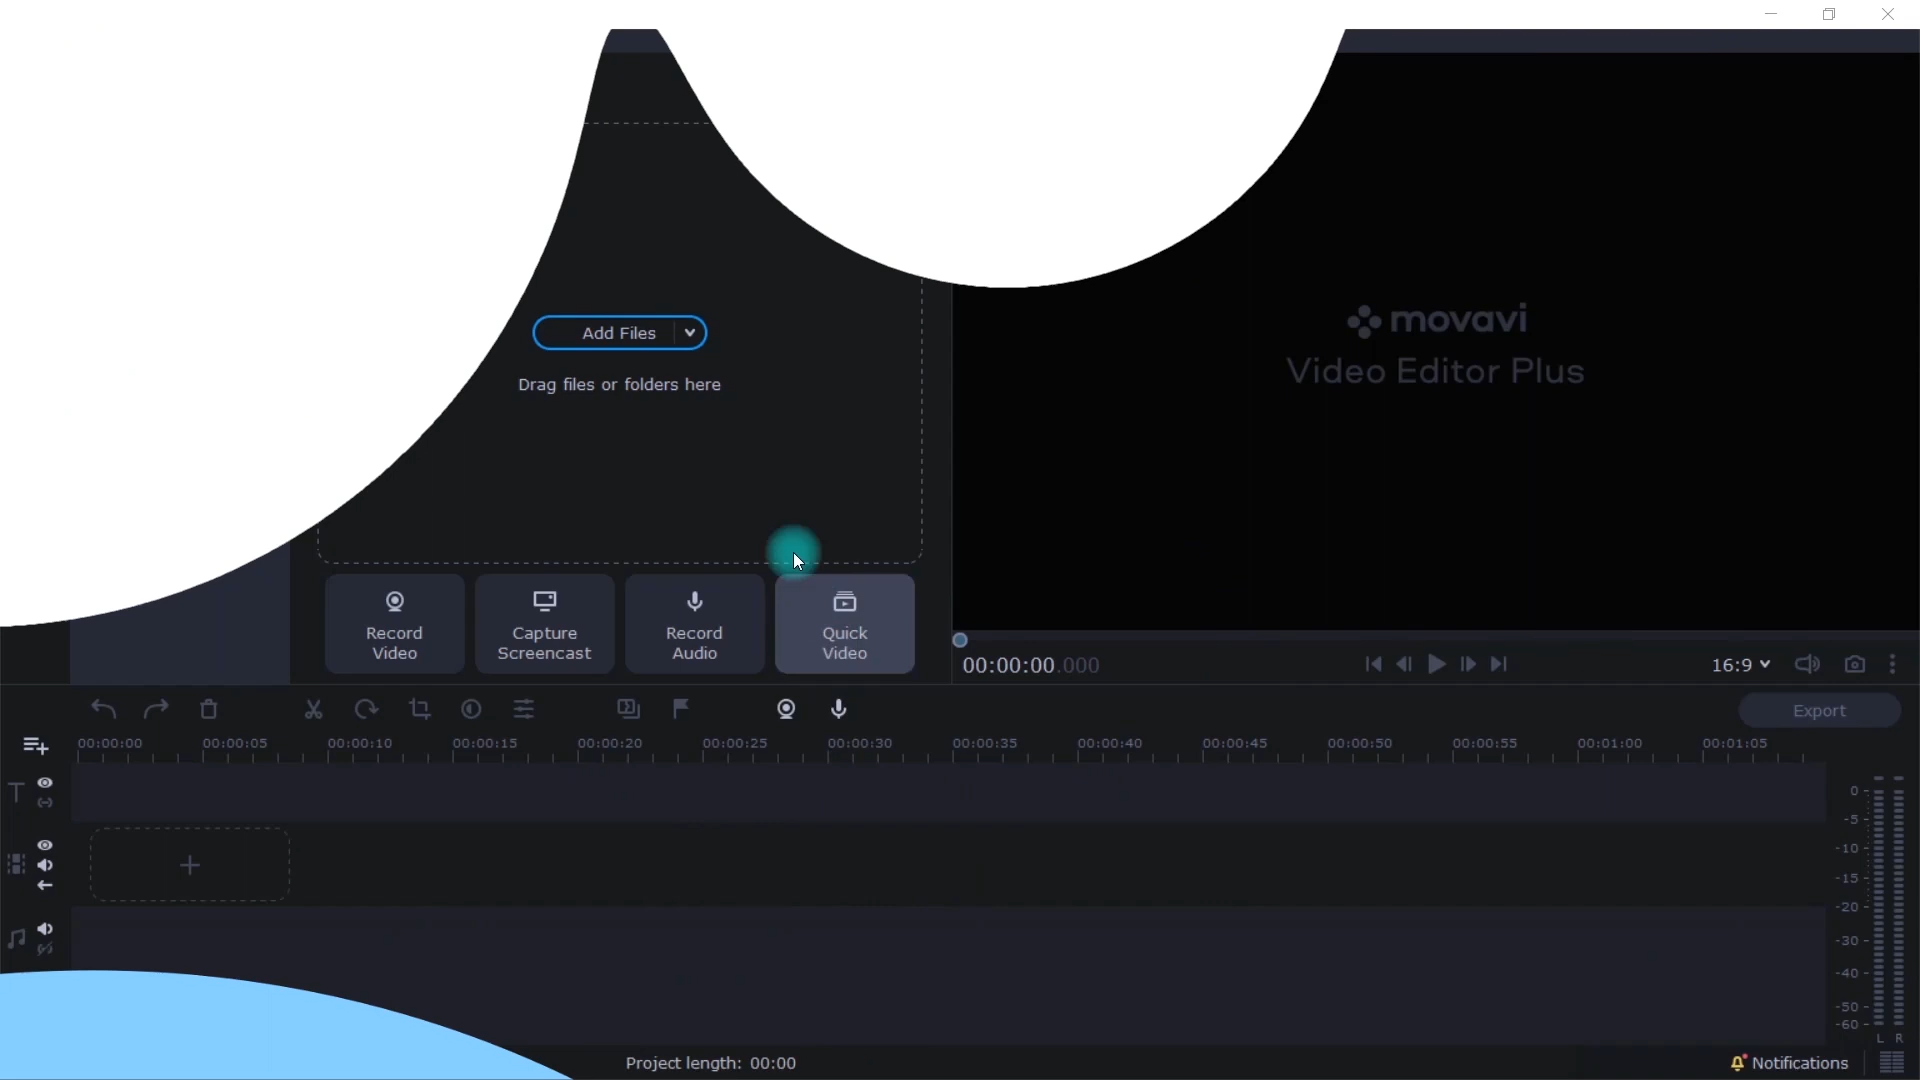 movavi
Video Editor Plus
Add Files
Drag files or folders here
Record
Video
Capture
Screencast
Record
Audio
Quick
Video
00:00:00.000
16:9
Export
00:00:00 00:00:05 00:00:10 00:00:15 00:00:20 00:00:25 00:00:30 00:00:35 00:00:40 00:00:45 00:00:50 00:00:55 00:01:00 00:01:05
T
0
-5
-10
-15
-20
-30
-40
-50
-60
L R
Project length: 00:00
Notifications